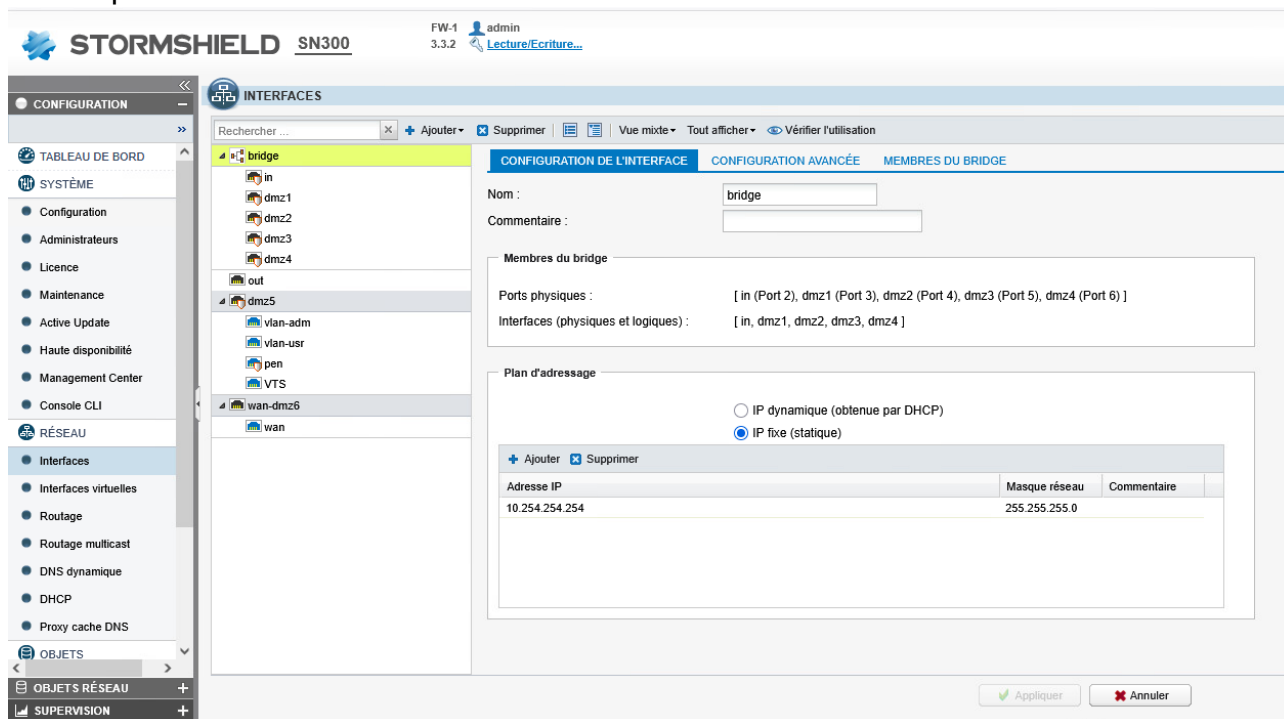 STORMSHIELD SN300
FW-1 admin
3.3.2 Lecture/Ecriture...
CONFIGURATION
TABLEAU DE BORD
SYSTÈME
Configuration
Administrateurs
Licence
Maintenance
Active Update
Haute disponibilité
Management Center
Console CLI
RÉSEAU
Interfaces
Interfaces virtuelles
Routage
Routage multicast
DNS dynamique
DHCP
Proxy cache DNS
OBJETS
OBJETS RÉSEAU
SUPERVISION
INTERFACES
Rechercher ... Ajouter Supprimer Vue mixte Tout afficher Vérifier l'utilisation
bridge
in
dmz1
dmz2
dmz3
dmz4
out
dmz5
vlan-adm
vlan-usr
pen
VTS
wan-dmz6
wan
CONFIGURATION DE L'INTERFACE CONFIGURATION AVANCÉE MEMBRES DU BRIDGE
Nom : bridge
Commentaire :
Membres du bridge
Ports physiques : [ in (Port 2), dmz1 (Port 3), dmz2 (Port 4), dmz3 (Port 5), dmz4 (Port 6) ]
Interfaces (physiques et logiques) : [ in, dmz1, dmz2, dmz3, dmz4 ]
Plan d'adressage
IP dynamique (obtenue par DHCP)
IP fixe (statique)
Ajouter Supprimer
Adresse IP Masque réseau Commentaire
10.254.254.254 255.255.255.0
Appliquer Annuler